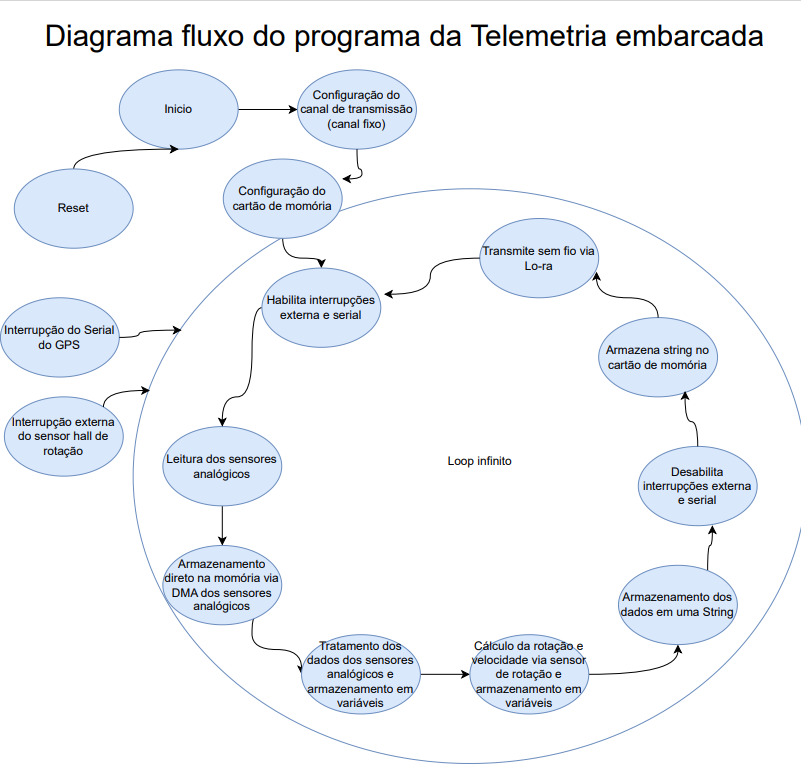 Diagrama fluxo do programa da Telemetria embarcada
Inicio
Configuração do
canal de transmissão
(canal fixo)
Reset
Configuração do
cartão de momória
Transmite sem fio via
Lo-ra
Habilita interrupções
externa e serial
Interrupção do Serial
do GPS
Armazena string no
cartão de momória
Interrupção externa
do sensor hall de
rotação
Leitura dos sensores
analógicos
Loop infinito
Desabilita
interrupções externa
e serial
Armazenamento
direto na momória via
DMA dos sensores
analógicos
Armazenamento dos
dados em uma String
Tratamento dos
dados dos sensores
analógicos e
armazenamento em
variáveis
Cálculo da rotação e
velocidade via sensor
de rotação e
armazenamento em
variáveis